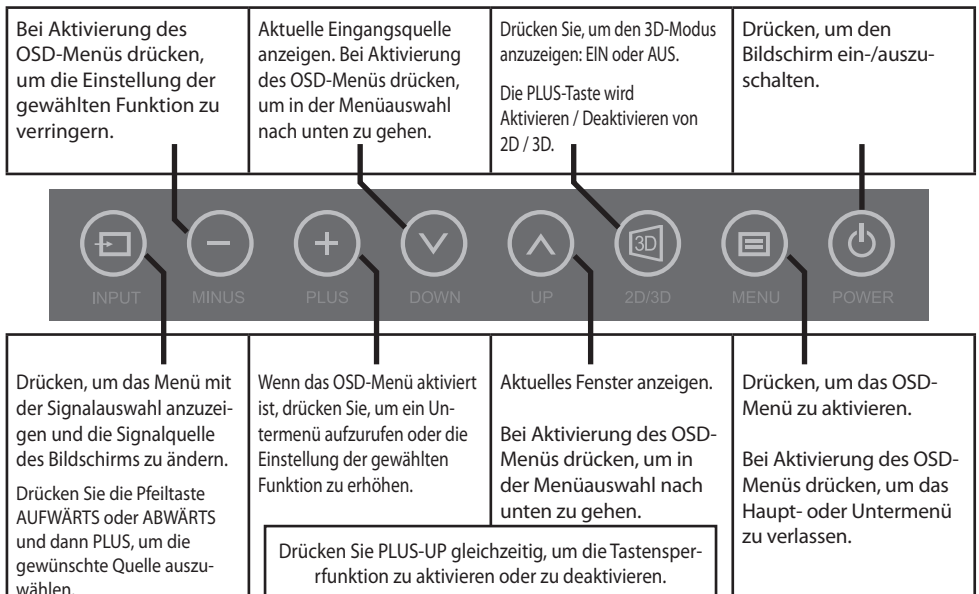 Bei Aktivierung des
OSD-Menüs drücken,
um die Einstellung der
gewählten Funktion zu
verringern.
Aktuelle Eingangsquelle
anzeigen. Bei Aktivierung
des OSD-Menüs drücken,
um in der Menüauswahl
nach unten zu gehen.
Drücken Sie, um den 3D-Modus
anzuzeigen: EIN oder AUS.
Die PLUS-Taste wird
Aktivieren / Deaktivieren von
2D / 3D.
Drücken, um den
Bildschirm ein-/auszu-
schalten.
3D
INPUT
MINUS
PLUS
DOWN
UP
2D/3D
MENU
POWER
Drücken, um das Menü mit
der Signalauswahl anzuzei-
gen und die Signalquelle
des Bildschirms zu ändern.
Drücken Sie die Pfeiltaste
AUFWÄRTS oder ABWÄRTS
und dann PLUS, um die
gewünschte Quelle auszu-
wählen.
Wenn das OSD-Menü aktiviert
ist, drücken Sie, um ein Un-
termenü aufzurufen oder die
Einstellung der gewählten
Funktion zu erhöhen.
Aktuelles Fenster anzeigen.
Bei Aktivierung des OSD-
Menüs drücken, um in
der Menüauswahl nach
unten zu gehen.
Drücken, um das OSD-
Menü zu aktivieren.
Bei Aktivierung des OSD-
Menüs drücken, um das
Haupt- oder Untermenü
zu verlassen.
Drücken Sie PLUS-UP gleichzeitig, um die Tastensper-
rfunktion zu aktivieren oder zu deaktivieren.